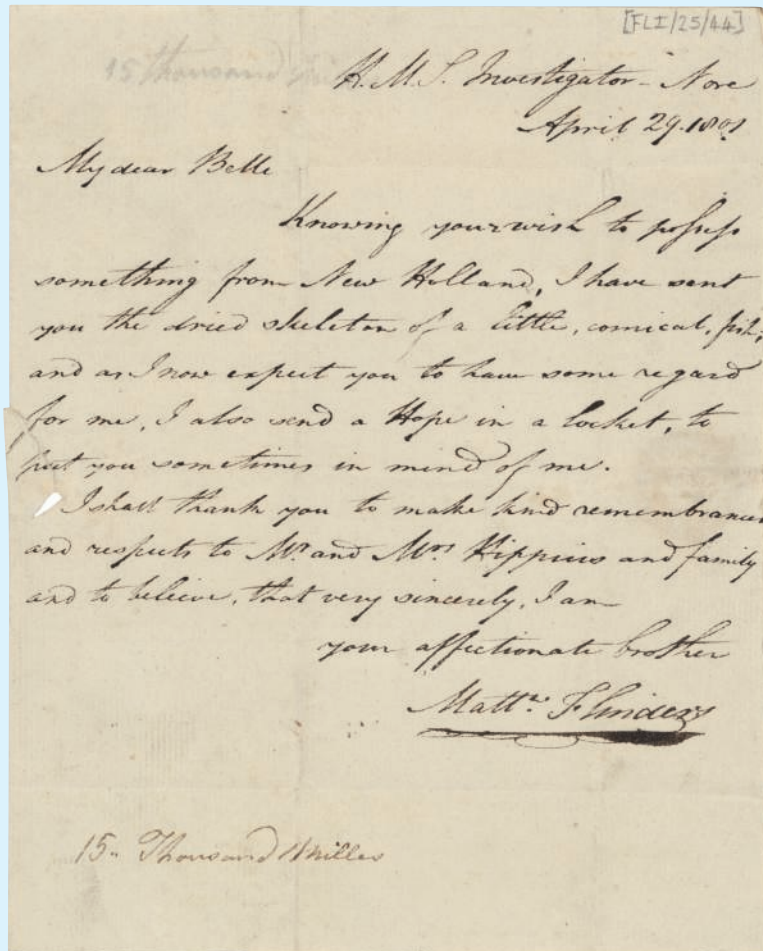 [FLI/25/44]
15 Thousand
H.M.S. Investigator - Nore
April 29. 1801
My dear Belle
Knowing your wish to possess
something from New Holland, I have sent
you the dried skeleton of a little, comical, fish;
and as I now expect you to have some regard
for me, I also send a Hope in a locket, to
put you sometimes in mind of me.
I shall thank you to make kind remembrances
and respects to Mr. and Mrs. Hippius and family
and to believe, that very sincerely, I am
your affectionate brother
Mattw. Flinders
15 Thousand Milles